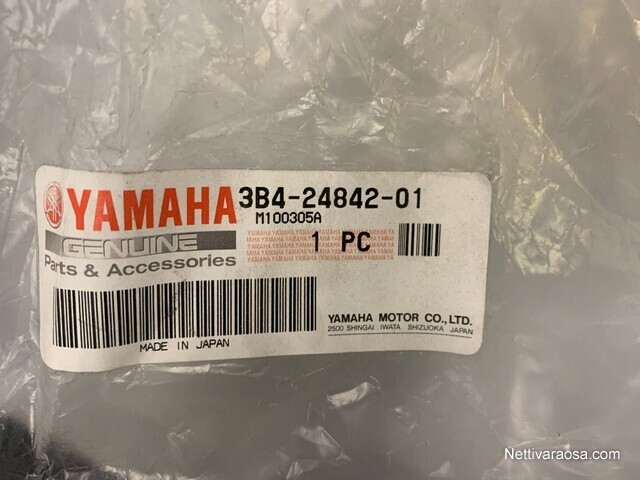 YAMAHA 3B4-24842-01
M100305A
GENUINE
1 PC
Parts & Accessories
YAMAHA MOTOR CO., LTD.
2500 SHINGAI IWATA SHIZUOKA JAPAN
MADE IN JAPAN
Nettivaraosa.com